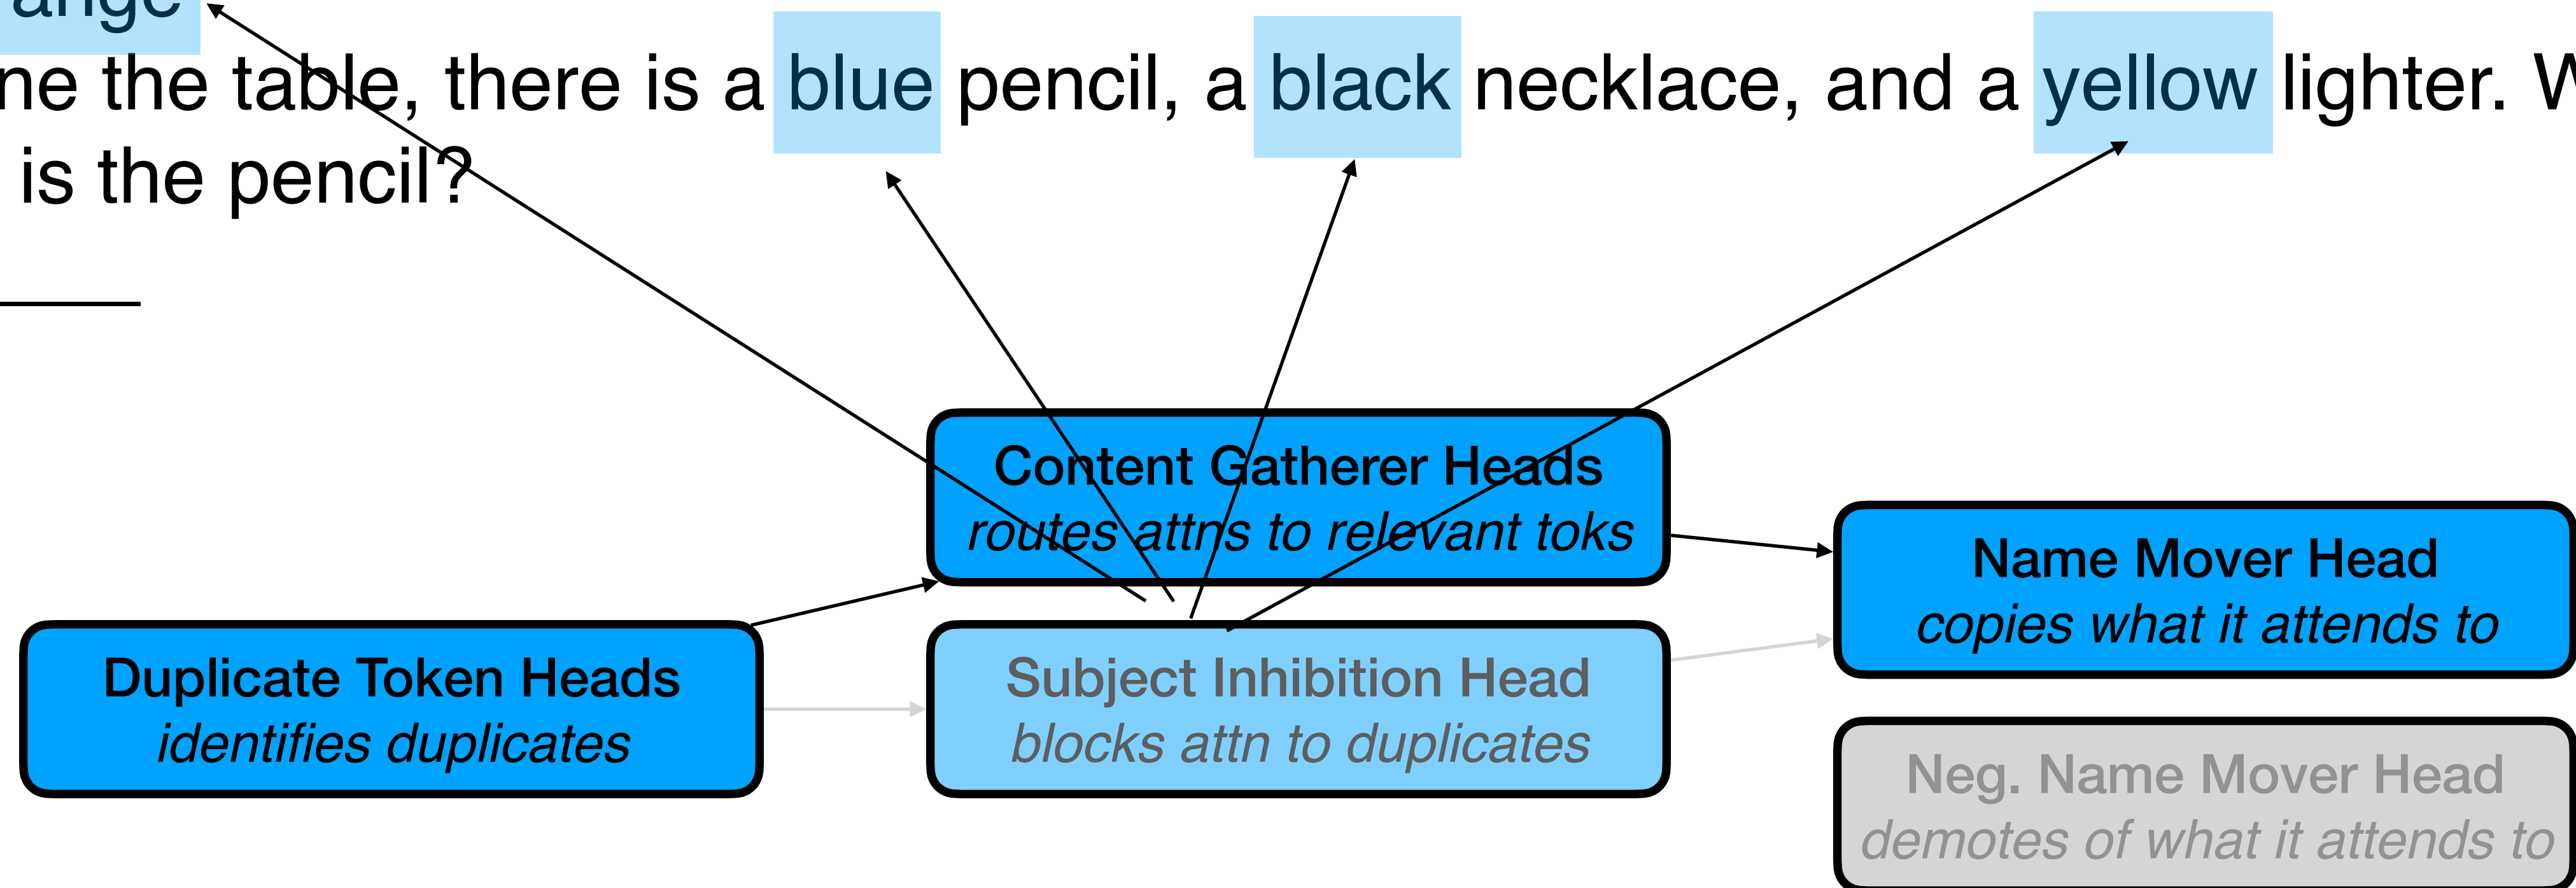 ange
ne the table, there is a blue pencil, a black necklace, and a yellow lighter. W
is the pencil?
Content Gatherer Heads
routes attns to relevant toks
Name Mover Head
copies what it attends to
Duplicate Token Heads
identifies duplicates
Subject Inhibition Head
blocks attn to duplicates
Neg. Name Mover Head
demotes of what it attends to